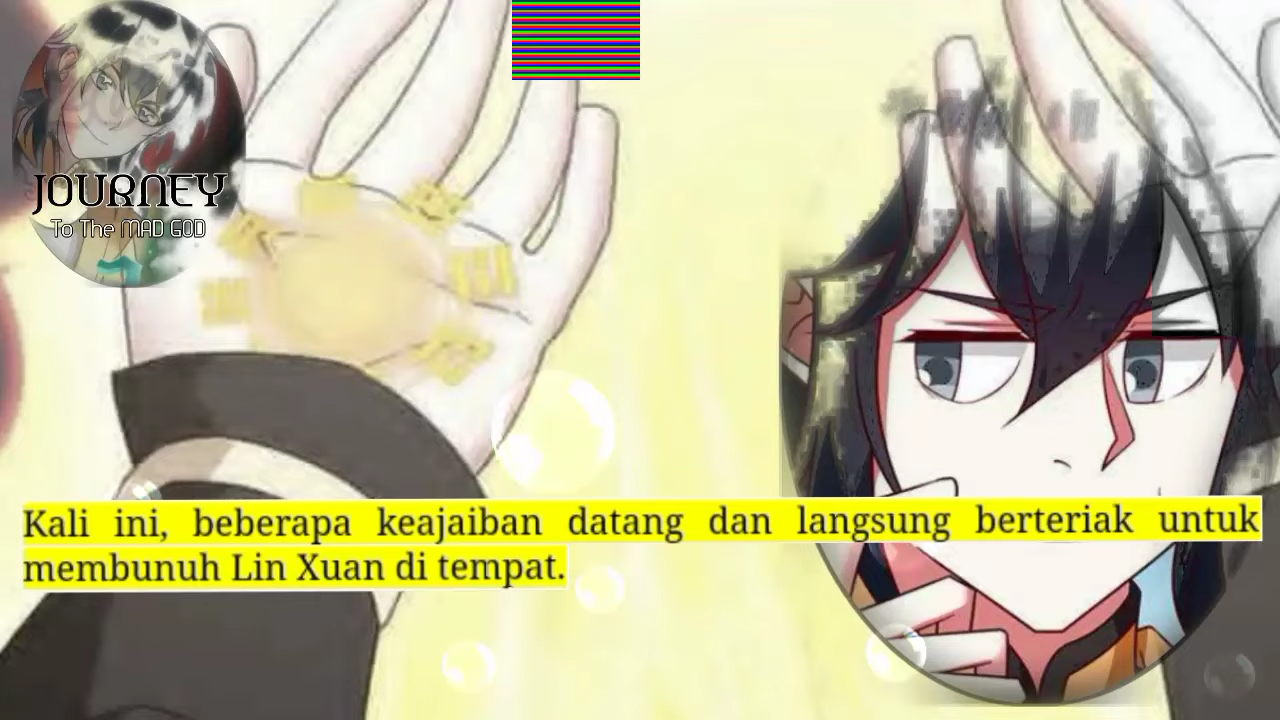 JOURNEY
To The MAD GOD
Kali ini, beberapa keajaiban datang dan langsung berteriak untuk
membunuh Lin Xuan di tempat.